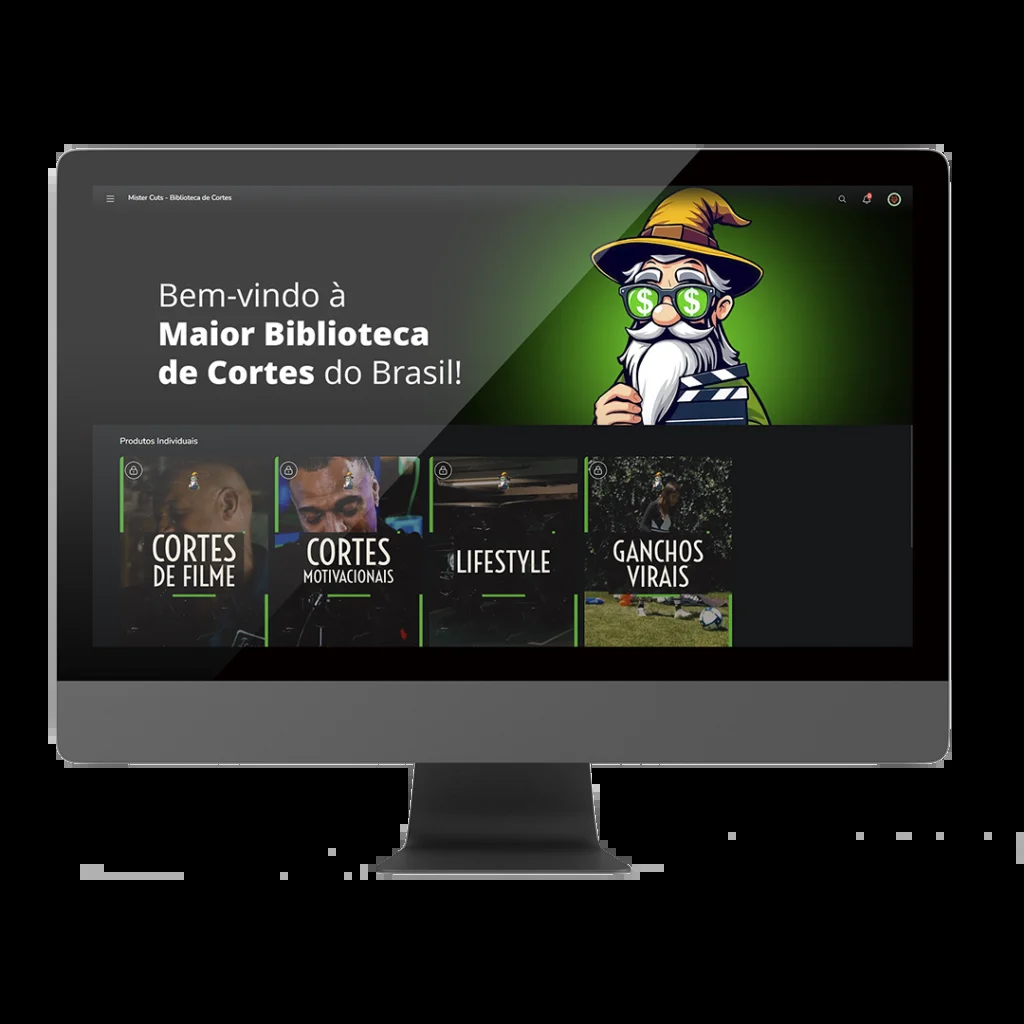 Mister Cuts - Biblioteca de Cortes
Bem-vindo à
Maior Biblioteca
de Cortes do Brasil!
$ $
Produtos Individuais
CORTES
DE FILME
CORTES
MOTIVACIONAIS
LIFESTYLE
GANCHOS
VIRAIS